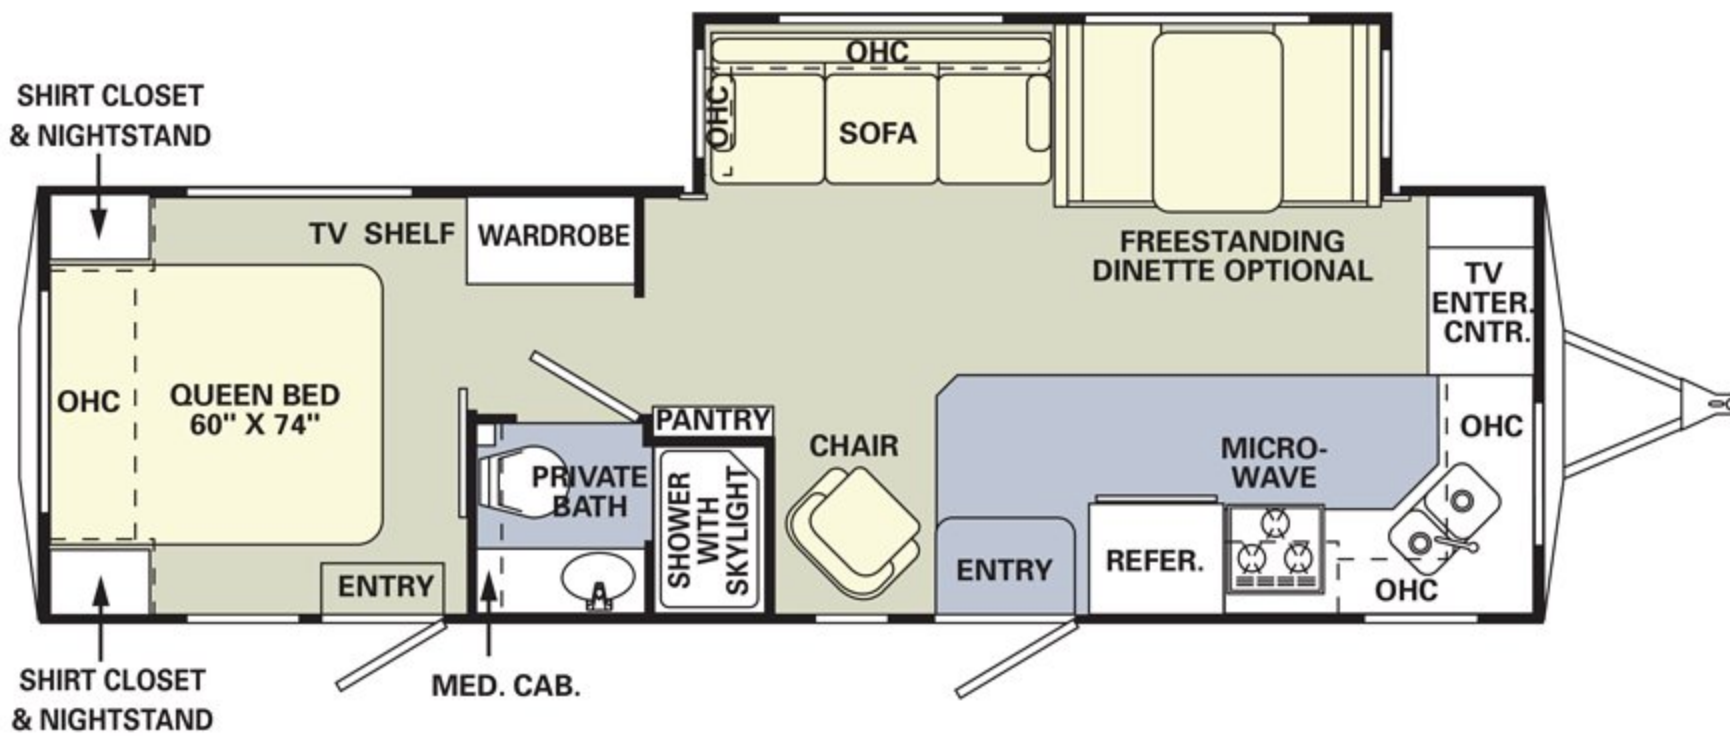 SHIRT CLOSET
& NIGHTSTAND
OHC
OHC
SOFA
TV SHELF
WARDROBE
FREESTANDING
DINETTE OPTIONAL
TV
ENTER.
CNTR.
OHC
QUEEN BED
60" X 74"
PANTRY
CHAIR
OHC
MICRO-
WAVE
PRIVATE
BATH
SHOWER
WITH
SKYLIGHT
ENTRY
ENTRY
REFER.
OHC
SHIRT CLOSET
& NIGHTSTAND
MED. CAB.